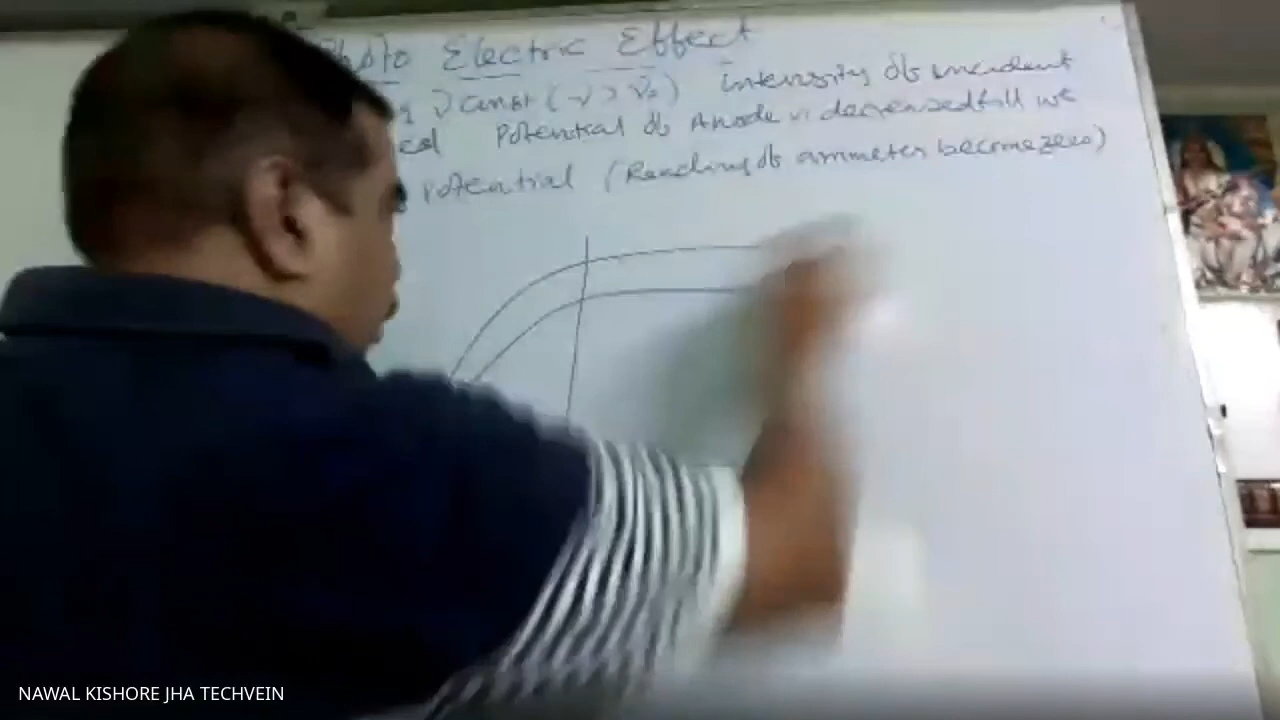 Photo Electric Effect
ν const (ν > ν₀) Intensity of incident
Potential of Anode is decreased till we
potential (Reading of ammeter become zero)
NAWAL KISHORE JHA TECHVEIN